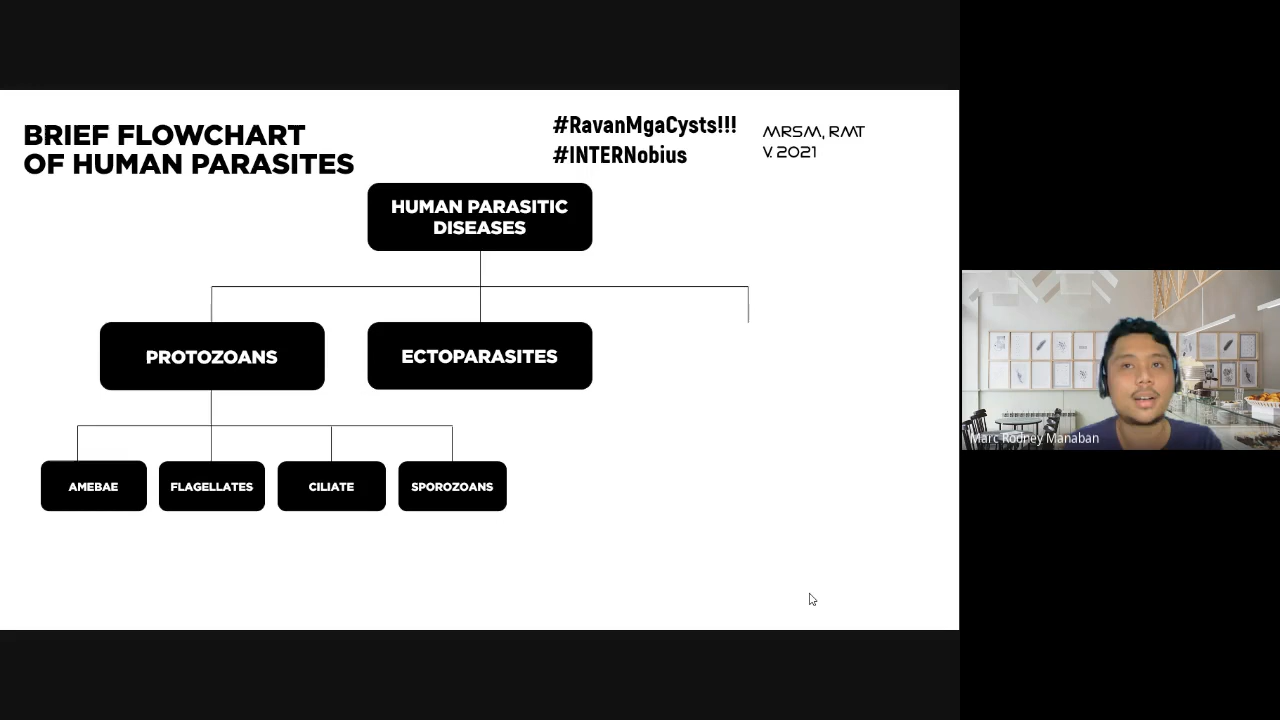 BRIEF FLOWCHART
OF HUMAN PARASITES
#RavanMgaCysts!!!
#INTERNobius
MRSM, RMT
V. 2021
HUMAN PARASITIC
DISEASES
PROTOZOANS
ECTOPARASITES
AMEBAE
FLAGELLATES
CILIATE
SPOROZOANS
Marc Rodney Manaban